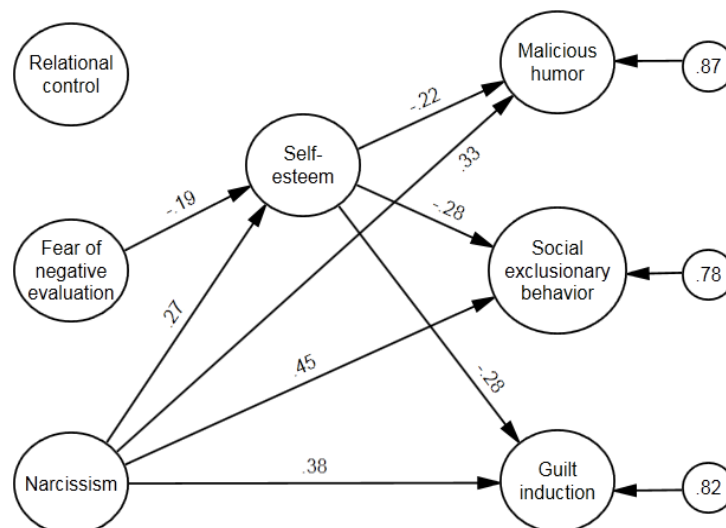 Relational
control
Malicious
humor
.87
-.22
Self-
esteem
.33
-.19
-.28
Fear of
negative
evaluation
Social
exclusionary
behavior
.78
.27
.45
-.28
Narcissism
.38
Guilt
induction
.82